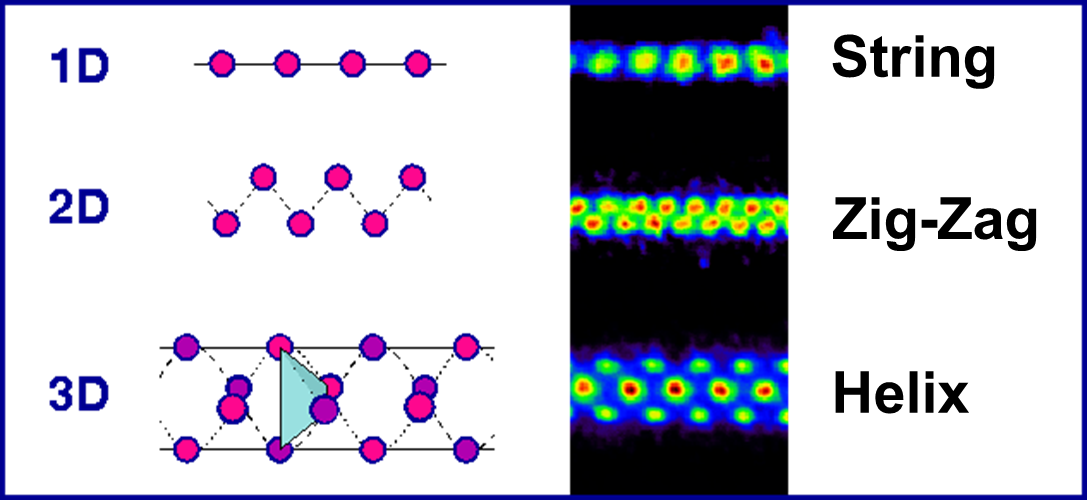 1D
String
2D
Zig-Zag
3D
Helix